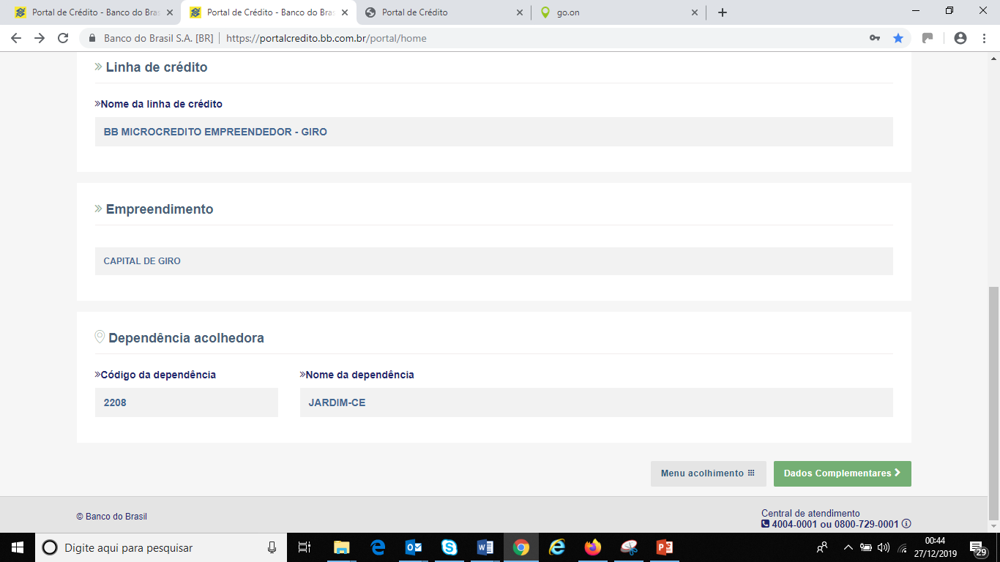 Portal de Crédito - Banco do Bras
Portal de Crédito - Banco do Bras
Portal de Crédito
go.on
Banco do Brasil S.A. [BR]
https://portalcredito.bb.com.br/portal/home
Linha de crédito
»Nome da linha de crédito
BB MICROCREDITO EMPREENDEDOR - GIRO
Empreendimento
CAPITAL DE GIRO
Dependência acolhedora
»Código da dependência
»Nome da dependência
2208
JARDIM-CE
Menu acolhimento
Dados Complementares
© Banco do Brasil
Central de atendimento
4004-0001 ou 0800-729-0001
Digite aqui para pesquisar
00:44
27/12/2019
29